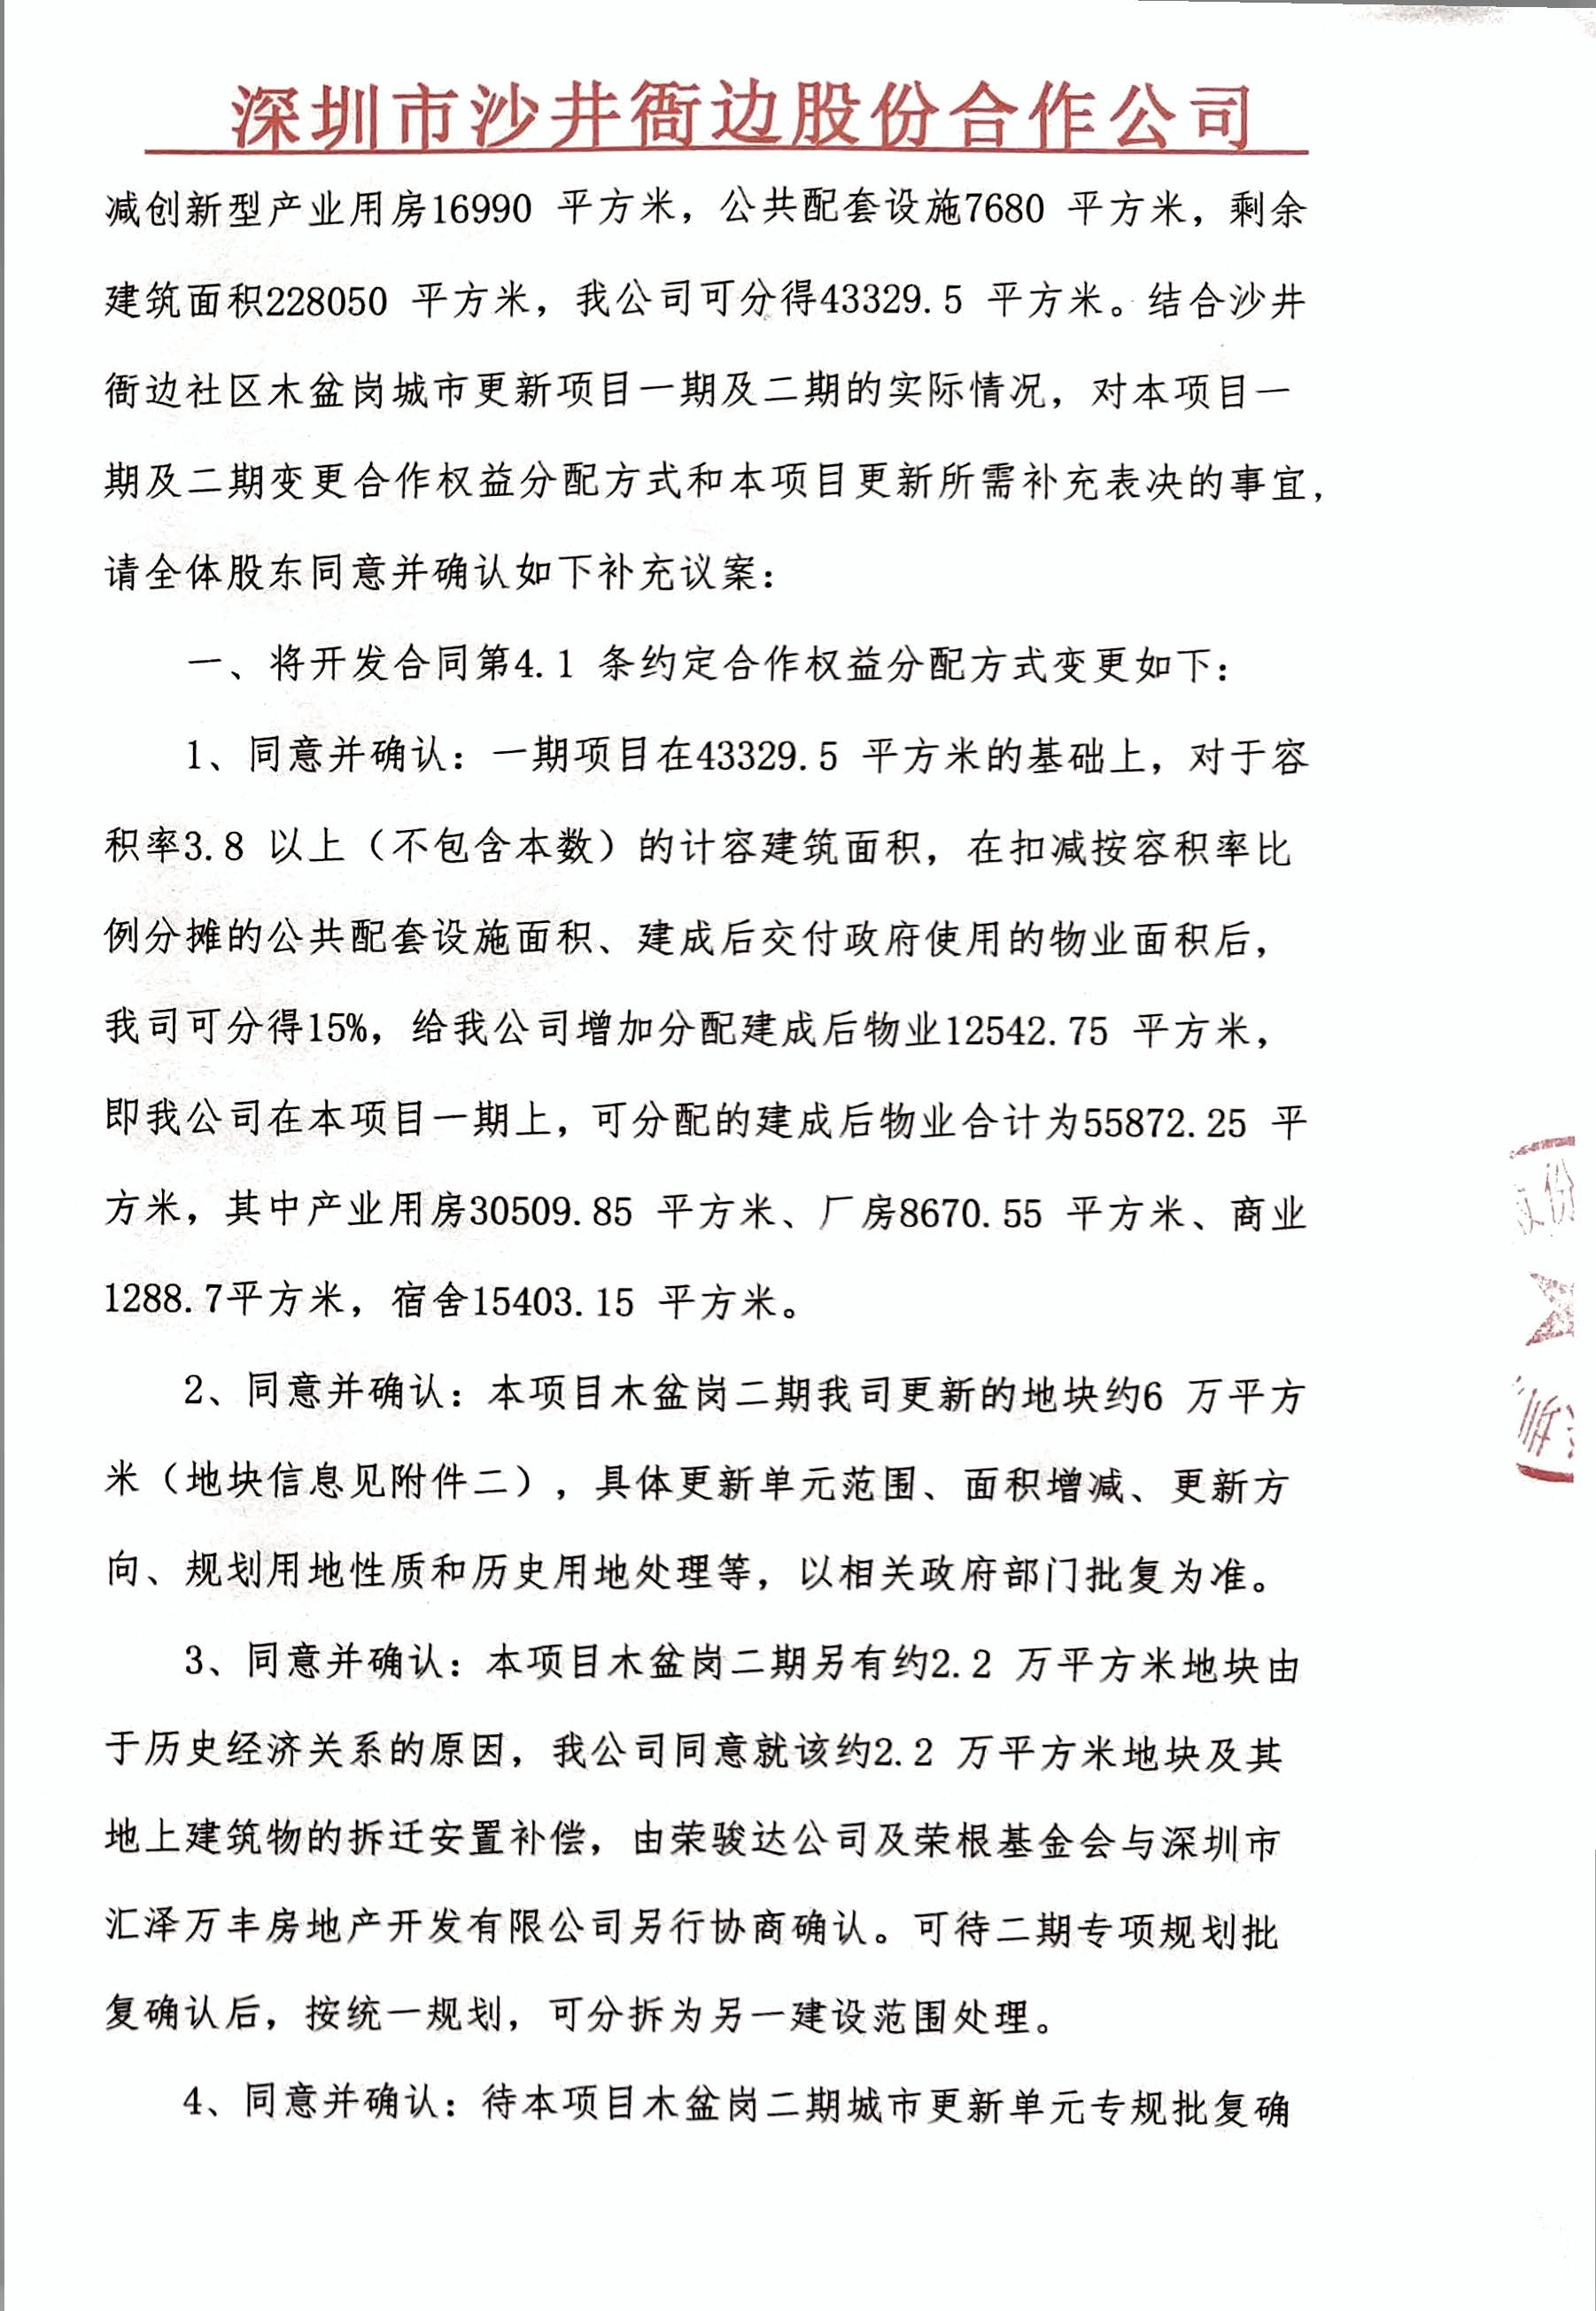 深圳市沙井衙边股份合作公司
减创新型产业用房16990 平方米，公共配套设施7680 平方米，剩余
建筑面积228050 平方米，我公司可分得43329.5 平方米。结合沙井
衙边社区木盆岗城市更新项目一期及二期的实际情况，对本项目一
期及二期变更合作权益分配方式和本项目更新所需补充表决的事宜，
请全体股东同意并确认如下补充议案：
一、将开发合同第4.1 条约定合作权益分配方式变更如下：
1、同意并确认：一期项目在43329.5 平方米的基础上，对于容
积率3.8 以上（不包含本数）的计容建筑面积，在扣减按容积率比
例分摊的公共配套设施面积、建成后交付政府使用的物业面积后，
我司可分得15%，给我公司增加分配建成后物业12542.75 平方米，
即我公司在本项目一期上，可分配的建成后物业合计为55872.25 平
方米，其中产业用房30509.85 平方米、厂房8670.55 平方米、商业
1288.7平方米，宿舍15403.15 平方米。
2、同意并确认：本项目木盆岗二期我司更新的地块约6 万平方
米（地块信息见附件二），具体更新单元范围、面积增减、更新方
向、规划用地性质和历史用地处理等，以相关政府部门批复为准。
3、同意并确认：本项目木盆岗二期另有约2.2 万平方米地块由
于历史经济关系的原因，我公司同意就该约2.2 万平方米地块及其
地上建筑物的拆迁安置补偿，由荣骏达公司及荣根基金会与深圳市
汇泽万丰房地产开发有限公司另行协商确认。可待二期专项规划批
复确认后，按统一规划，可分拆为另一建设范围处理。
4、同意并确认：待本项目木盆岗二期城市更新单元专规批复确
份